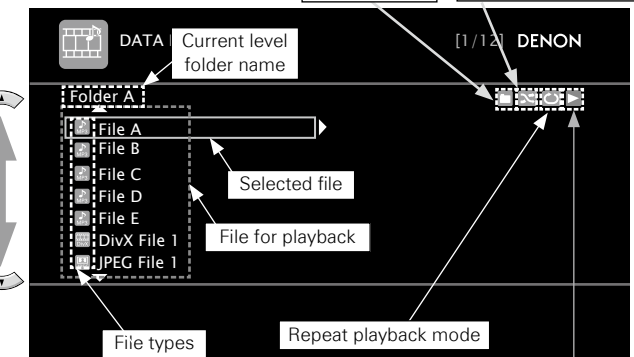 DATA
Current level
folder name
[1/12]
DENON
Folder A
File A
File B
File C
File D
File E
DivX File 1
JPEG File 1
Selected file
File for playback
File types
Repeat playback mode